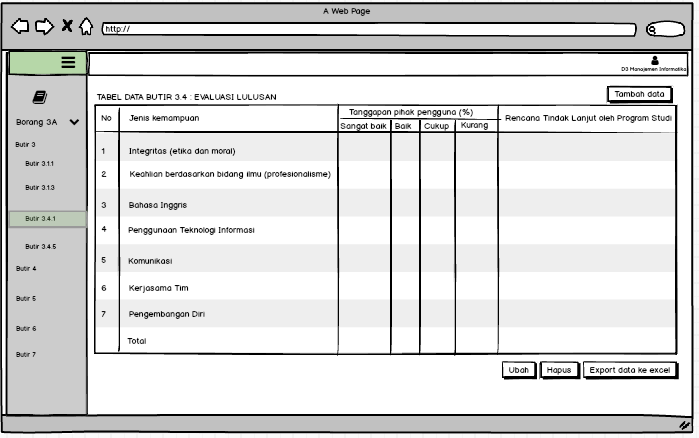 A Web Page
http://
D3 Manajemen Informatika
Borang 3A
Butir 3
Butir 3.1.1
Butir 3.1.3
Butir 3.4.1
Butir 3.4.5
Butir 4
Butir 5
Butir 6
Butir 7
TABEL DATA BUTIR 3.4 : EVALUASI LULUSAN
Tambah data
No Jenis kemampuan Tanggapan pihak pengguna (%) Rencana Tindak Lanjut oleh Program Studi
Sangat baik Baik Cukup Kurang
1 Integritas (etika dan moral)
2 Keahlian berdasarkan bidang ilmu (profesionalisme)
3 Bahasa Inggris
4 Penggunaan Teknologi Informasi
5 Komunikasi
6 Kerjasama Tim
7 Pengembangan Diri
Total
Ubah Hapus Export data ke excel